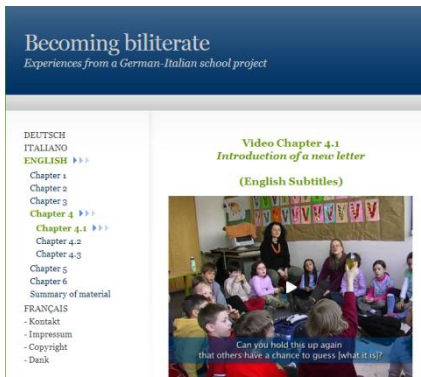 Becoming biliterate
Experiences from a German-Italian school project
DEUTSCH
ITALIANO
ENGLISH
Chapter 1
Chapter 2
Chapter 3
Chapter 4
Chapter 4.1
Chapter 4.2
Chapter 4.3
Chapter 5
Chapter 6
Summary of material
FRANÇAIS
- Kontakt
- Impressum
- Copyright
- Dank
Video Chapter 4.1
Introduction of a new letter
(English Subtitles)
Can you hold this up again
that others have a chance to guess [what it is]?